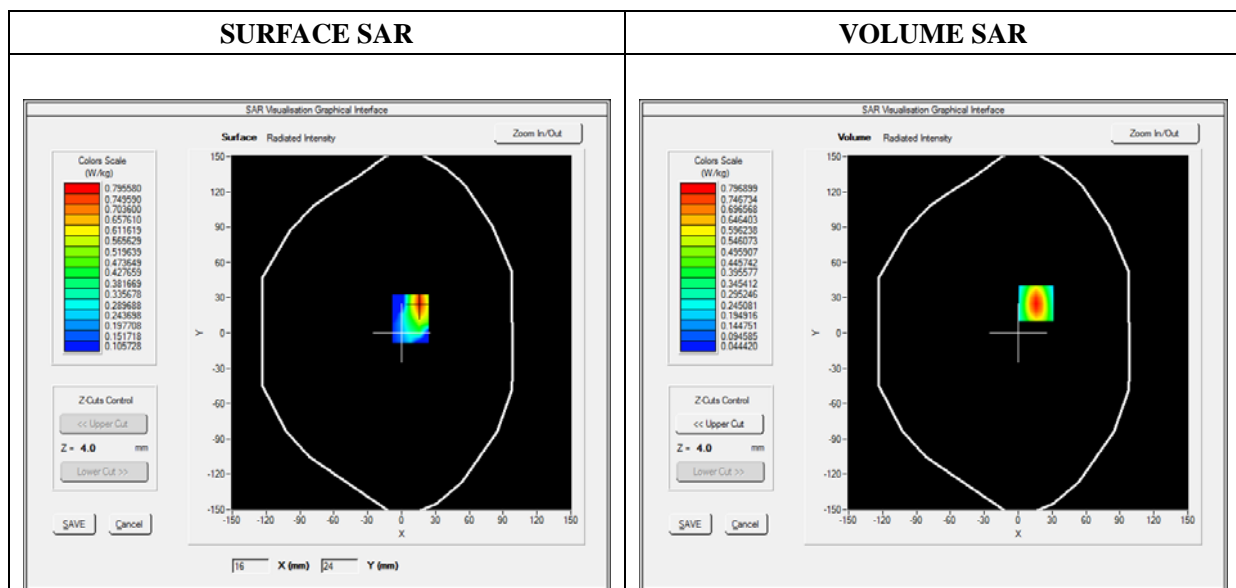 SURFACE SAR
VOLUME SAR
SAR Visualisation Graphical Interface
Surface Radiated Intensity
Zoom In/Out
Colors Scale
(W/kg)
0.795580
0.749590
0.703600
0.657610
0.611619
0.565629
0.519639
0.473649
0.427659
0.381669
0.335678
0.289688
0.243698
0.197708
0.151718
0.105728
Z-Cuts Control
<< Upper Cut
Z = 4.0 mm
Lower Cut >>
SAVE
Cancel
150
120
90
60
30
0
-30
-60
-90
-120
-150
Y
-150 -120 -90 -60 -30 0 30 60 90 120 150
X
16 X (mm) 24 Y (mm)
SAR Visualisation Graphical Interface
Volume Radiated Intensity
Zoom In/Out
Colors Scale
(W/kg)
0.796899
0.746734
0.696568
0.646403
0.596238
0.546073
0.495907
0.445742
0.395577
0.345412
0.295246
0.245081
0.194916
0.144751
0.094585
0.044420
Z-Cuts Control
<< Upper Cut
Z = 4.0 mm
Lower Cut >>
SAVE
Cancel
150
120
90
60
30
0
-30
-60
-90
-120
-150
Y
-150 -120 -90 -60 -30 0 30 60 90 120 150
X